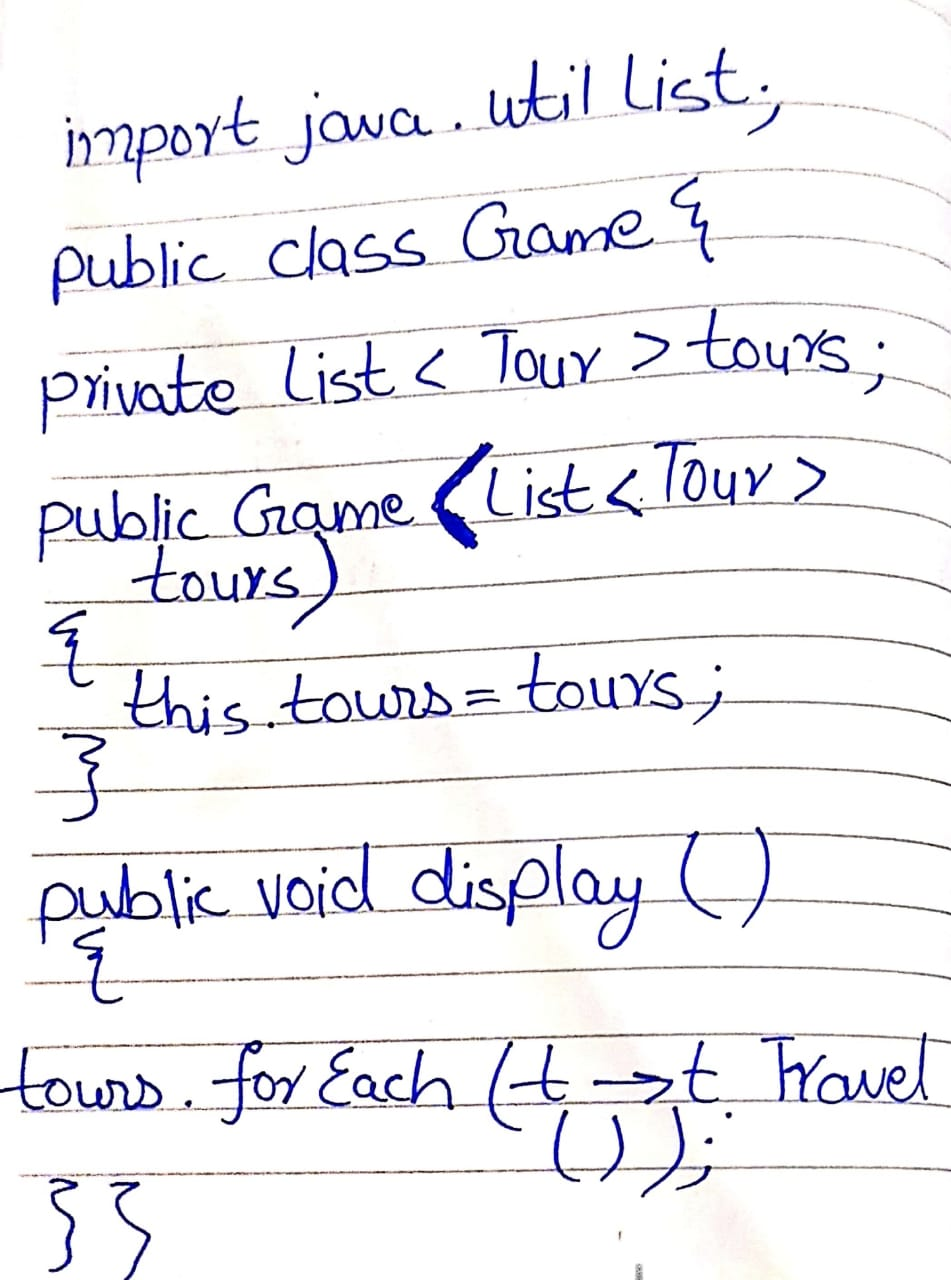 import java. util List;
public class Game {
private List < Tour > tours;
public Game (List < Tour >
tours)
{
this.tours = tours;
}
public void display ()
{
tours. forEach (t → t Travel
());
}}